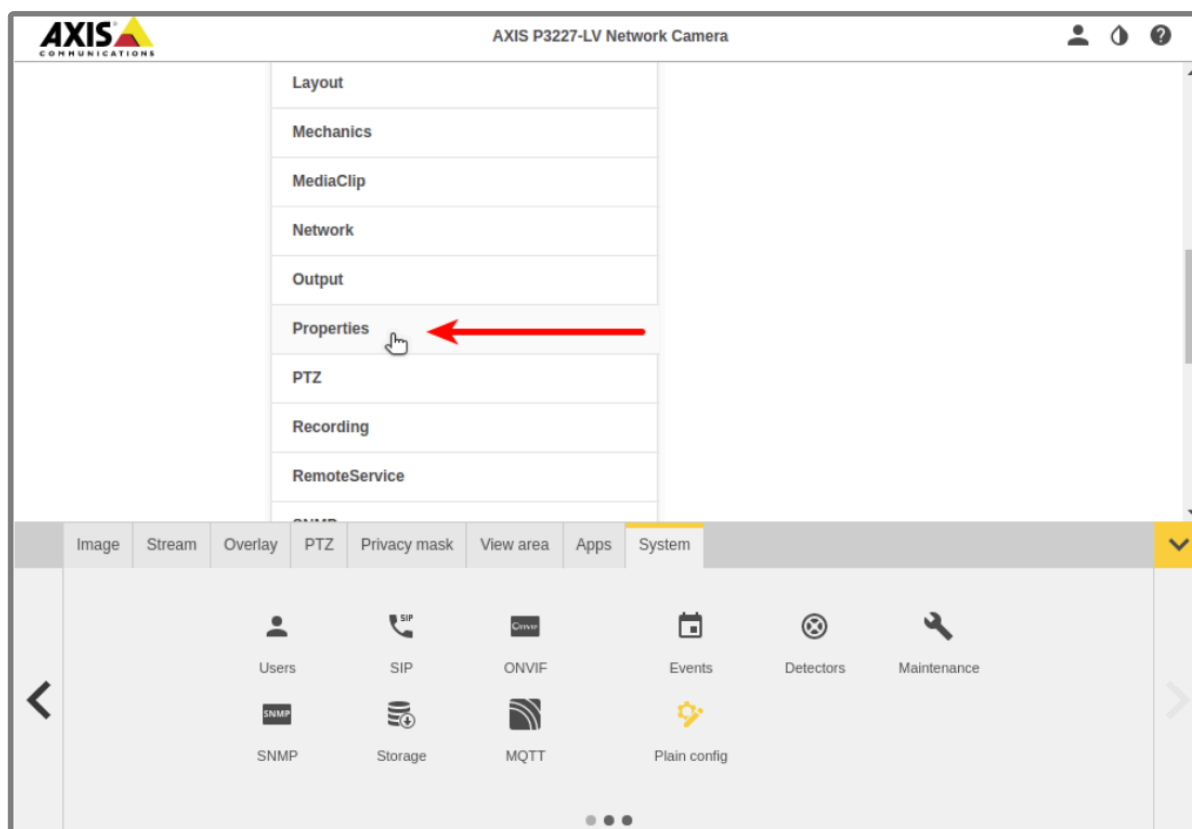 AXIS
COMMUNICATIONS
AXIS P3227-LV Network Camera
Layout
Mechanics
MediaClip
Network
Output
Properties
PTZ
Recording
RemoteService
SNMP
Image Stream Overlay PTZ Privacy mask View area Apps System
SIP
Onvif
Users SIP ONVIF Events Detectors Maintenance
SNMP
SNMP Storage MQTT Plain config